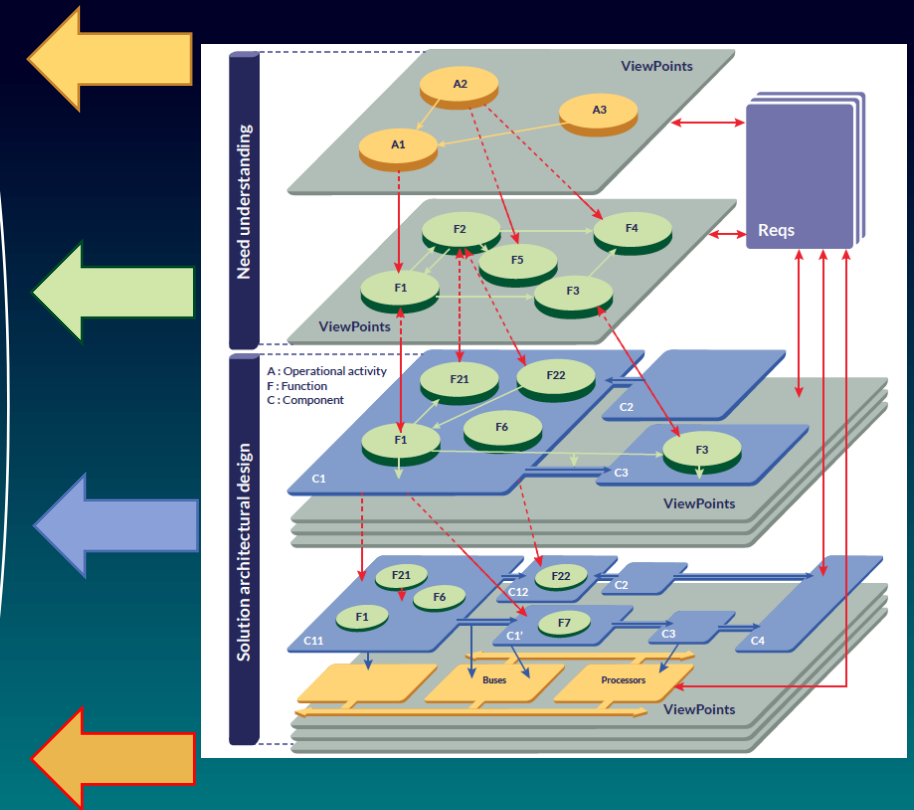 Need understanding
ViewPoints
A2
A3
A1
Reqs
F2
F4
F5
F1
F3
ViewPoints
Solution architectural design
A : Operational activity
F : Function
C : Component
F21
F22
C2
F1
F6
F3
C1
C3
ViewPoints
F21
F22
C2
F6
C12
F1
F7
C11
C1'
C3
C4
Buses
Processors
ViewPoints